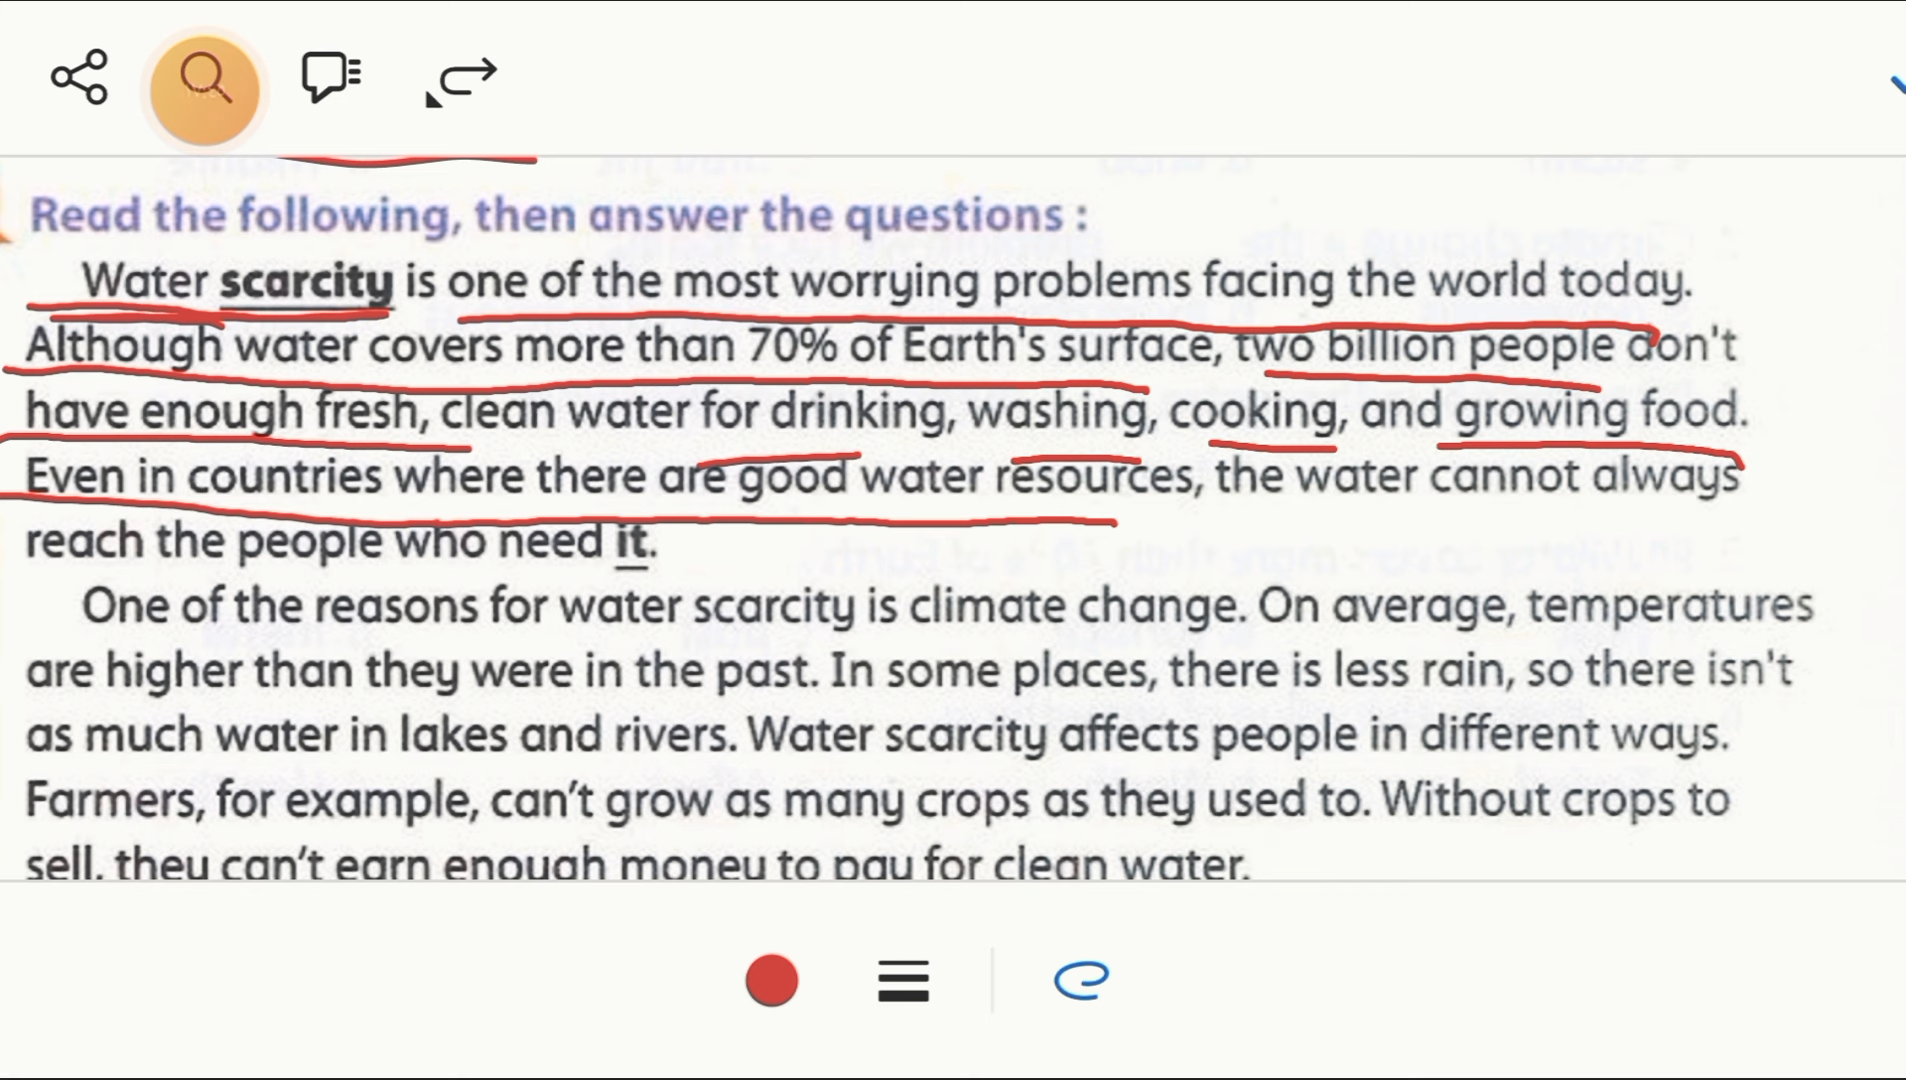 Read the following, then answer the questions :
Water scarcity is one of the most worrying problems facing the world today.
Although water covers more than 70% of Earth's surface, two billion people don't
have enough fresh, clean water for drinking, washing, cooking, and growing food.
Even in countries where there are good water resources, the water cannot always
reach the people who need it.
One of the reasons for water scarcity is climate change. On average, temperatures
are higher than they were in the past. In some places, there is less rain, so there isn't
as much water in lakes and rivers. Water scarcity affects people in different ways.
Farmers, for example, can't grow as many crops as they used to. Without crops to
sell, they can't earn enough money to pay for clean water.